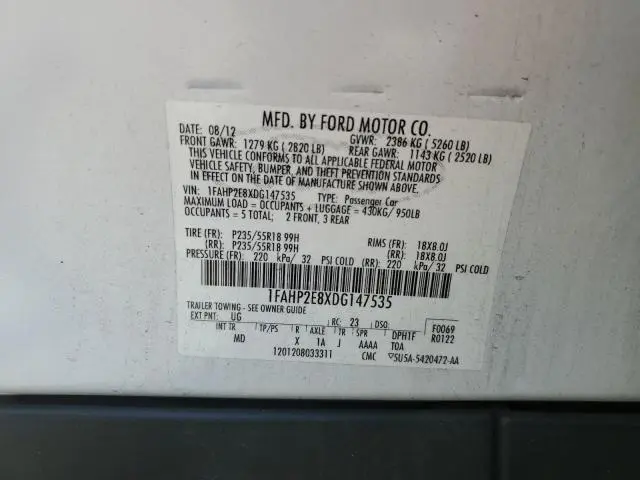 MFD. BY FORD MOTOR CO.
DATE: 08/12 GVWR: 2386 KG ( 5260 LB)
FRONT GAWR: 1279 KG ( 2820 LB) REAR GAWR: 1143 KG ( 2520 LB)
THIS VEHICLE CONFORMS TO ALL APPLICABLE FEDERAL MOTOR
VEHICLE SAFETY, BUMPER, AND THEFT PREVENTION STANDARDS
IN EFFECT ON THE DATE OF MANUFACTURE SHOWN ABOVE.
VIN: 1FAHP2E8XDG147535 TYPE: Passenger Car
MAXIMUM LOAD = OCCUPANTS + LUGGAGE = 430KG/ 950LB
OCCUPANTS = 5 TOTAL; 2 FRONT, 3 REAR
TIRE (FR): P235/55R18 99H RIMS (FR): 18X8.0J
(RR): P235/55R18 99H (RR): 18X8.0J
PRESSURE (FR): 220 kPa/ 32 PSI COLD (RR): 220 kPa/ 32 PSI COLD
1FAHP2E8XDG147535
TRAILER TOWING - SEE OWNER GUIDE
EXT PNT: UG RC: 23 DSO: F0069
INT TR TP/PS R AXLE TR SPR DPH1F R0122
MD X 1A J AAAA TOA
1201208033311 CMC 5U5A-5420472-AA